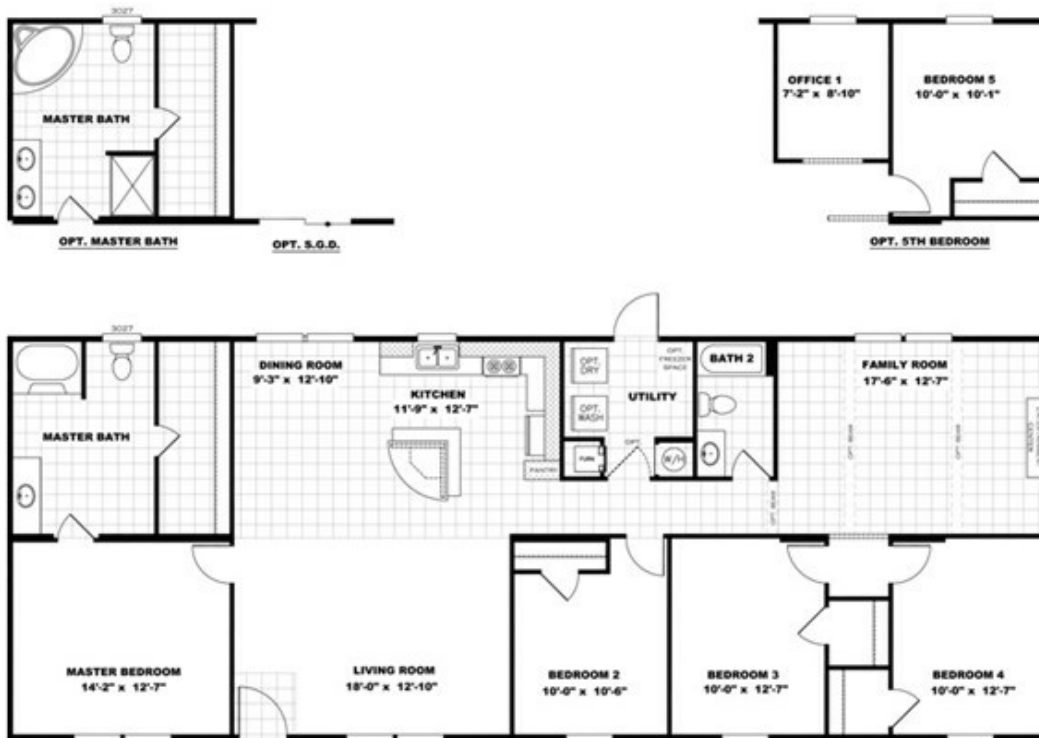 3027
MASTER BATH
OPT. MASTER BATH
OPT. S.G.D.
OFFICE 1
7'-2" x 8'-10"
BEDROOM 5
10'-0" x 10'-1"
OPT. 5TH BEDROOM
3027
MASTER BATH
DINING ROOM
9'-3" x 12'-10"
KITCHEN
11'-9" x 12'-7"
PANTRY
OPT.
DRY
OPT.
WASH
OPT.
FREEZER
SPACE
UTILITY
FURN
OPT.
W/H
BATH 2
OPT BEAM
FAMILY ROOM
17'-6" x 12'-7"
OPT BEAM
OPT BEAM
CENTER
MASTER BEDROOM
14'-2" x 12'-7"
LIVING ROOM
18'-0" x 12'-10"
BEDROOM 2
10'-0" x 10'-6"
BEDROOM 3
10'-0" x 12'-7"
BEDROOM 4
10'-0" x 12'-7"